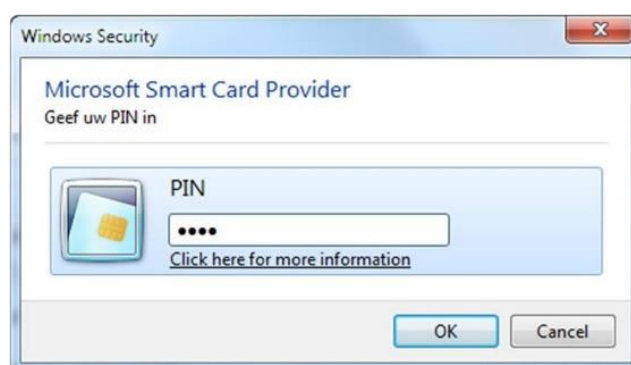 Windows Security
Microsoft Smart Card Provider
Geef uw PIN in
PIN
••••
Click here for more information
OK Cancel